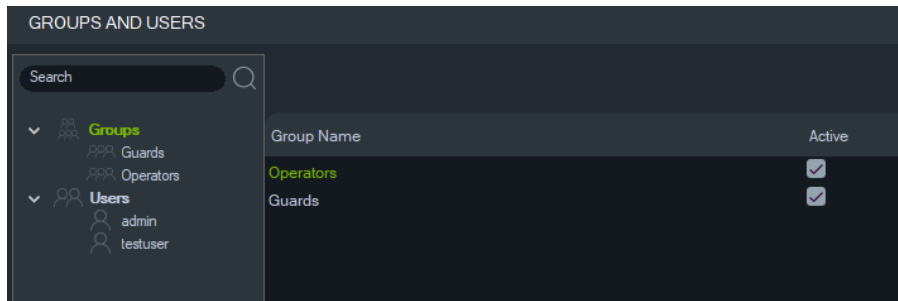 GROUPS AND USERS
Search
Groups
Guards
Operators
Users
admin
testuser
Group Name Active
Operators
Guards